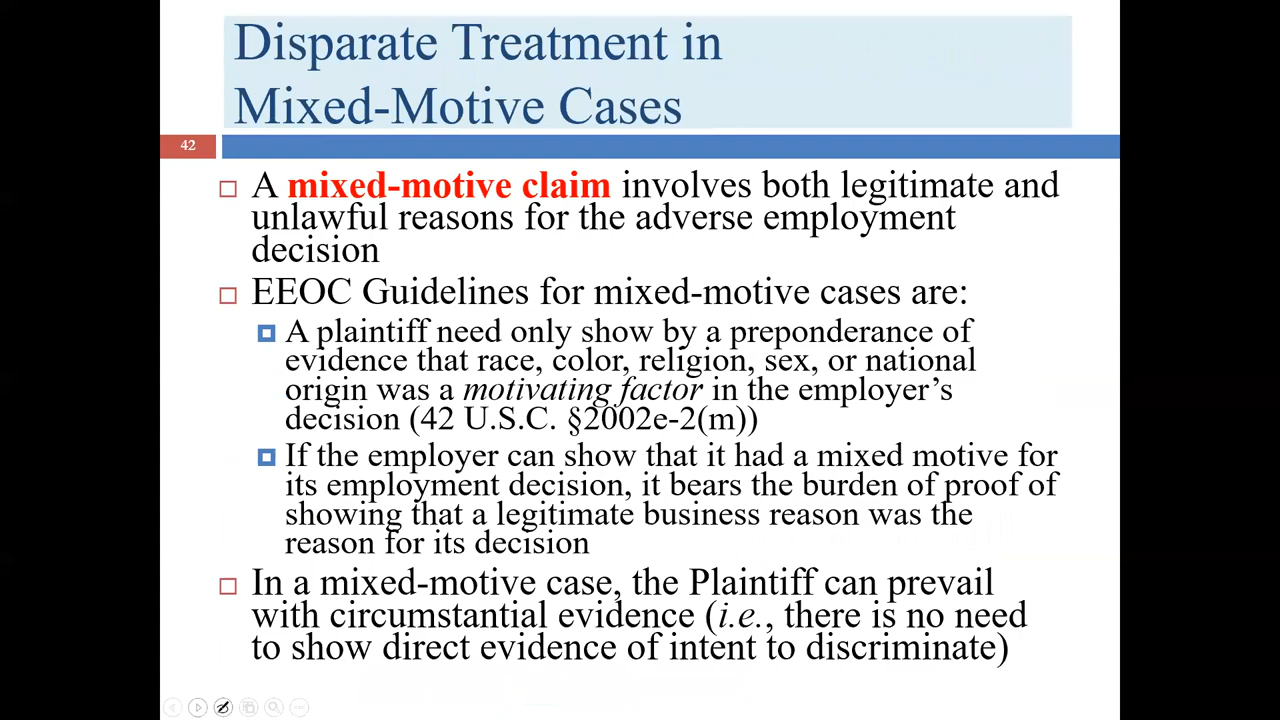 Disparate Treatment in
Mixed-Motive Cases
42
A mixed-motive claim involves both legitimate and
unlawful reasons for the adverse employment
decision
EEOC Guidelines for mixed-motive cases are:
A plaintiff need only show by a preponderance of
evidence that race, color, religion, sex, or national
origin was a motivating factor in the employer’s
decision (42 U.S.C. §2002e-2(m))
If the employer can show that it had a mixed motive for
its employment decision, it bears the burden of proof of
showing that a legitimate business reason was the
reason for its decision
In a mixed-motive case, the Plaintiff can prevail
with circumstantial evidence (i.e., there is no need
to show direct evidence of intent to discriminate)